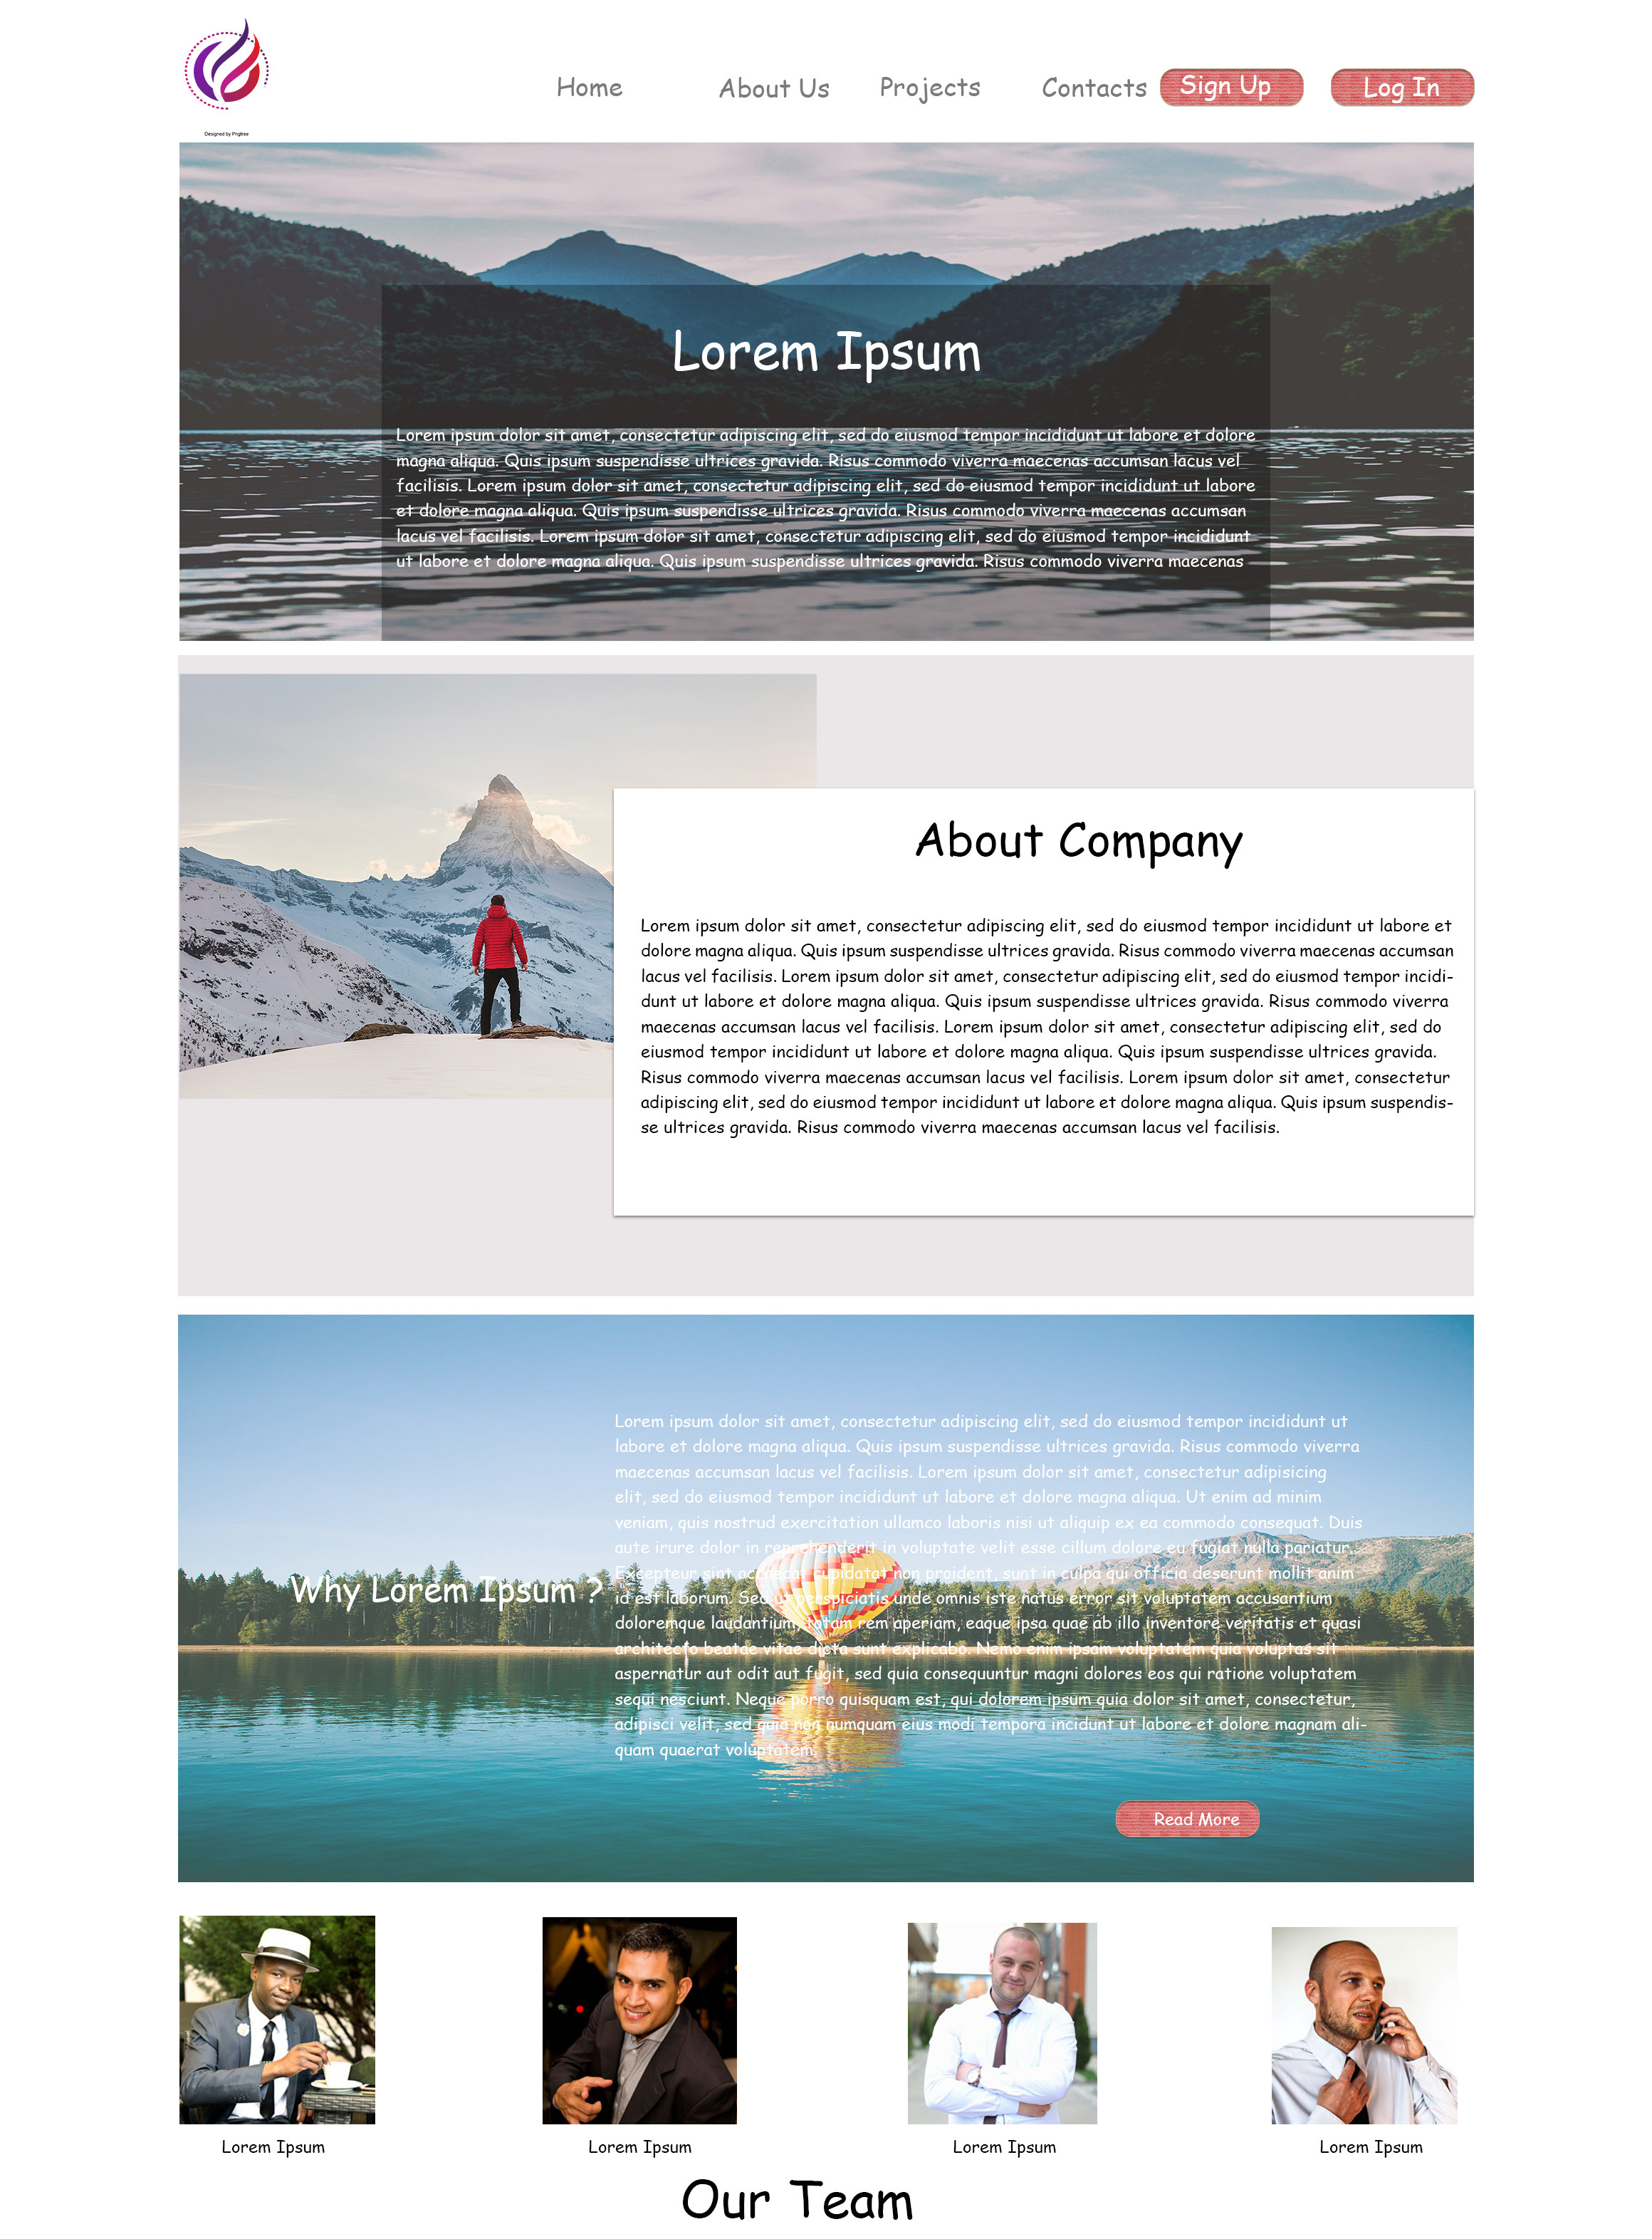 Designed by Pngtree
Home
About Us
Projects
Contacts
Sign Up
Log In
Lorem Ipsum
Lorem ipsum dolor sit amet, consectetur adipiscing elit, sed do eiusmod tempor incididunt ut labore et dolore
magna aliqua. Quis ipsum suspendisse ultrices gravida. Risus commodo viverra maecenas accumsan lacus vel
facilisis. Lorem ipsum dolor sit amet, consectetur adipiscing elit, sed do eiusmod tempor incididunt ut labore
et dolore magna aliqua. Quis ipsum suspendisse ultrices gravida. Risus commodo viverra maecenas accumsan
lacus vel facilisis. Lorem ipsum dolor sit amet, consectetur adipiscing elit, sed do eiusmod tempor incididunt
ut labore et dolore magna aliqua. Quis ipsum suspendisse ultrices gravida. Risus commodo viverra maecenas
About Company
Lorem ipsum dolor sit amet, consectetur adipiscing elit, sed do eiusmod tempor incididunt ut labore et
dolore magna aliqua. Quis ipsum suspendisse ultrices gravida. Risus commodo viverra maecenas accumsan
lacus vel facilisis. Lorem ipsum dolor sit amet, consectetur adipiscing elit, sed do eiusmod tempor incidi-
dunt ut labore et dolore magna aliqua. Quis ipsum suspendisse ultrices gravida. Risus commodo viverra
maecenas accumsan lacus vel facilisis. Lorem ipsum dolor sit amet, consectetur adipiscing elit, sed do
eiusmod tempor incididunt ut labore et dolore magna aliqua. Quis ipsum suspendisse ultrices gravida.
Risus commodo viverra maecenas accumsan lacus vel facilisis. Lorem ipsum dolor sit amet, consectetur
adipiscing elit, sed do eiusmod tempor incididunt ut labore et dolore magna aliqua. Quis ipsum suspendis-
se ultrices gravida. Risus commodo viverra maecenas accumsan lacus vel facilisis.
Why Lorem Ipsum ?
Lorem ipsum dolor sit amet, consectetur adipiscing elit, sed do eiusmod tempor incididunt ut
labore et dolore magna aliqua. Quis ipsum suspendisse ultrices gravida. Risus commodo viverra
maecenas accumsan lacus vel facilisis. Lorem ipsum dolor sit amet, consectetur adipisicing
elit, sed do eiusmod tempor incididunt ut labore et dolore magna aliqua. Ut enim ad minim
veniam, quis nostrud exercitation ullamco laboris nisi ut aliquip ex ea commodo consequat. Duis
aute irure dolor in reprehenderit in voluptate velit esse cillum dolore eu fugiat nulla pariatur..
Excepteur sint accaecat cupidatat non proident, sunt in culpa qui officia deserunt mollit anim
id est laborum. Sed ut perspiciatis unde omnis iste natus error sit voluptatem accusantium
doloremque laudantium, totam rem aperiam, eaque ipsa quae ab illo inventore veritatis et quasi
architecto beatae vitae dicta sunt explicabo. Nemo enim ipsam voluptatem quia voluptas sit
aspernatur aut odit aut fugit, sed quia consequuntur magni dolores eos qui ratione voluptatem
sequi nesciunt. Neque porro quisquam est, qui dolorem ipsum quia dolor sit amet, consectetur,
adipisci velit, sed quia non numquam eius modi tempora incidunt ut labore et dolore magnam ali-
quam quaerat voluptatem.
Read More
Lorem Ipsum
Lorem Ipsum
Lorem Ipsum
Lorem Ipsum
Our Team